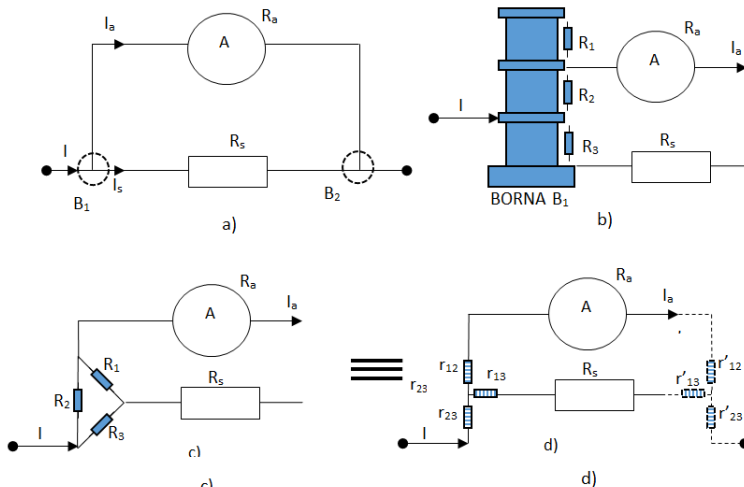 Ia
Ra
A
I
Is
Rs
B1
B2
a)
R1
Ra
Ia
A
R2
I
R3
Rs
BORNA B1
b)
Ra
Ia
A
R1
R2
Rs
I
R3
c)
c)
Ra
Ia
A
r'12
r12
r13
Rs
r'13
r23
r23
r'23
I
d)
d)